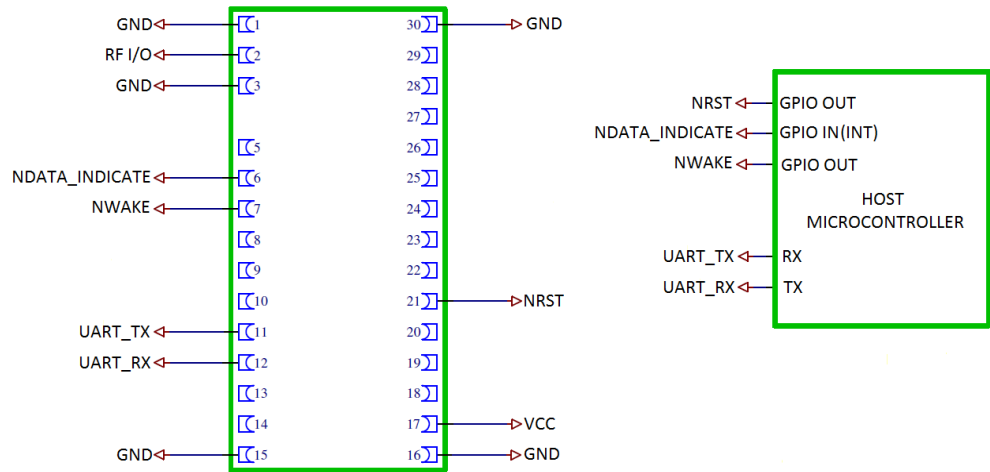 GND 1 30 GND
RF I/O 2 29
GND 3 28
27
5 26
NDATA_INDICATE 6 25
NWAKE 7 24
8 23
9 22
10 21 NRST
UART_TX 11 20
UART_RX 12 19
13 18
14 17 VCC
GND 15 16 GND
NRST GPIO OUT
NDATA_INDICATE GPIO IN(INT)
NWAKE GPIO OUT
HOST
MICROCONTROLLER
UART_TX RX
UART_RX TX